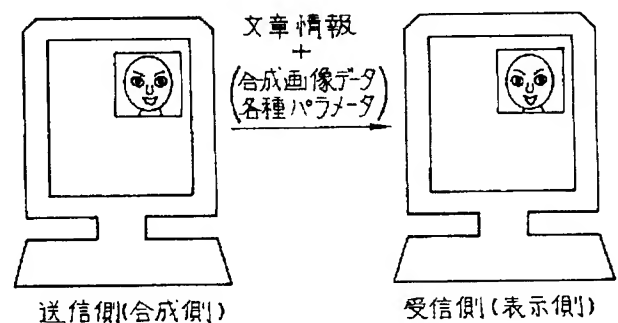 文章情報
+
(合成画像データ
各種パラメータ)
送信側(合成側)
受信側(表示側)